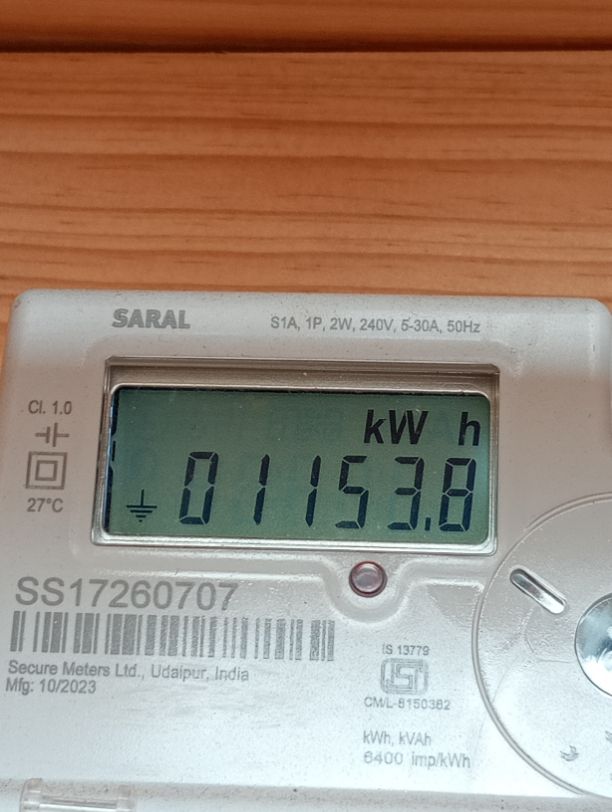 SARAL
S1A, 1P, 2W, 240V, 5-30A, 50Hz
Cl. 1.0
27°C
kW h
01153.8
SS17260707
Secure Meters Ltd., Udaipur, India
Mfg: 10/2023
IS 13779
ISI
CM/L-8150362
kWh, kVAh
6400 imp/kWh